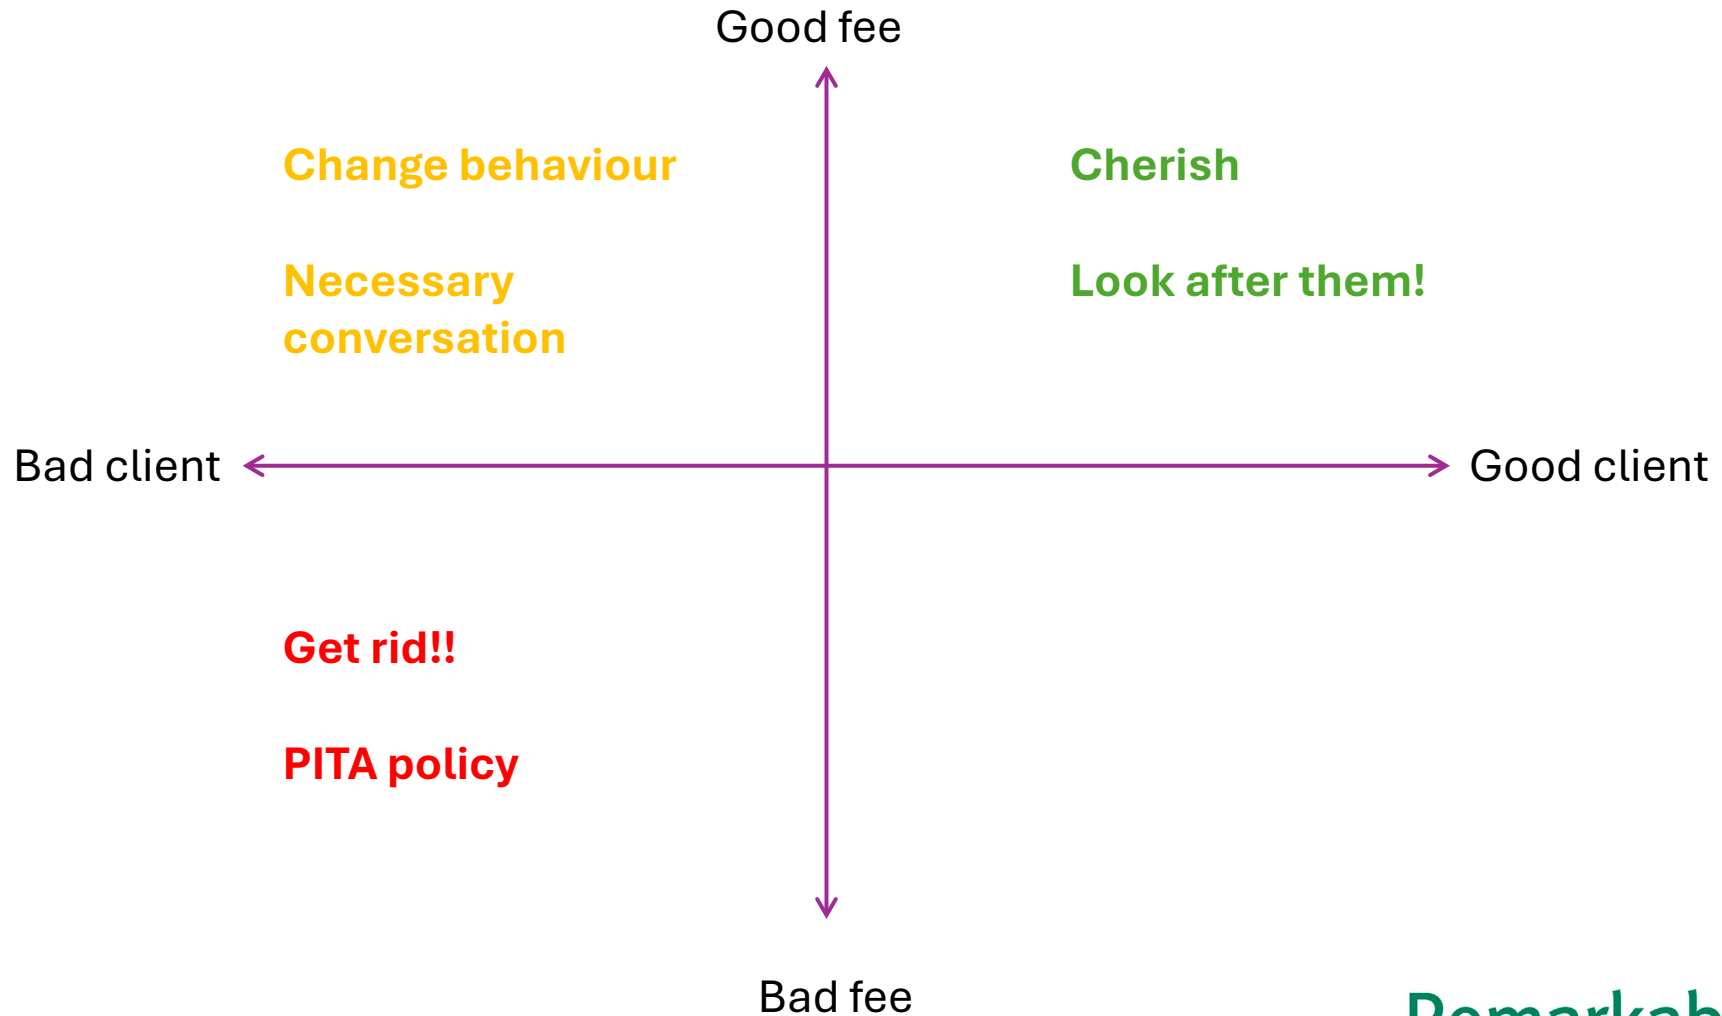 Good fee
Change behaviour
Cherish
Necessary
conversation
Look after them!
Bad client
Good client
Get rid!!
PITA policy
Bad fee